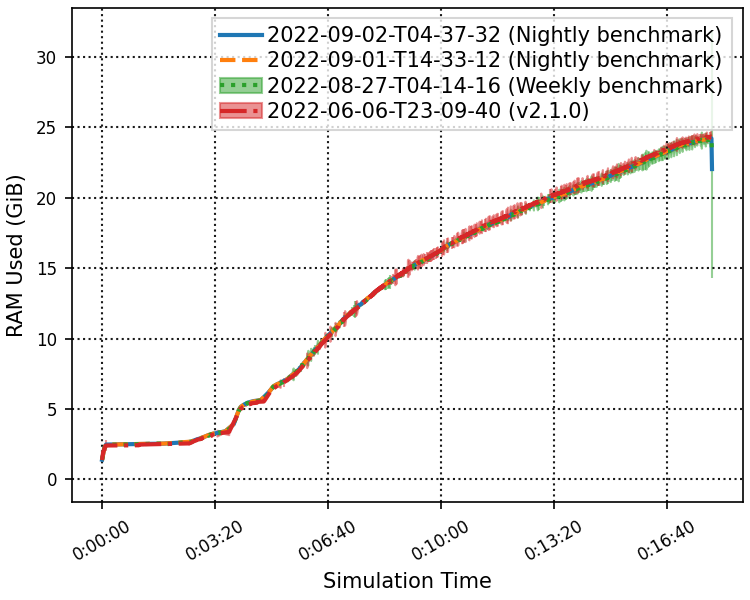 2022-09-02-T04-37-32 (Nightly benchmark)
2022-09-01-T14-33-12 (Nightly benchmark)
2022-08-27-T04-14-16 (Weekly benchmark)
2022-06-06-T23-09-40 (v2.1.0)
30
25
20
15
10
5
0
RAM Used (GiB)
0:00:00
0:03:20
0:06:40
0:10:00
0:13:20
0:16:40
Simulation Time